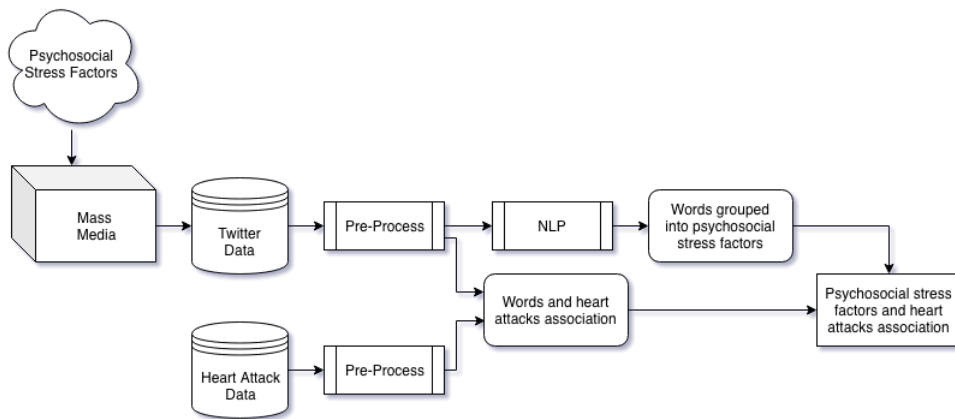 Psychosocial
Stress Factors
Mass
Media
Twitter
Data
Pre-Process
NLP
Words grouped
into psychosocial
stress factors
Words and heart
attacks association
Psychosocial stress
factors and heart
attacks association
Heart Attack
Data
Pre-Process